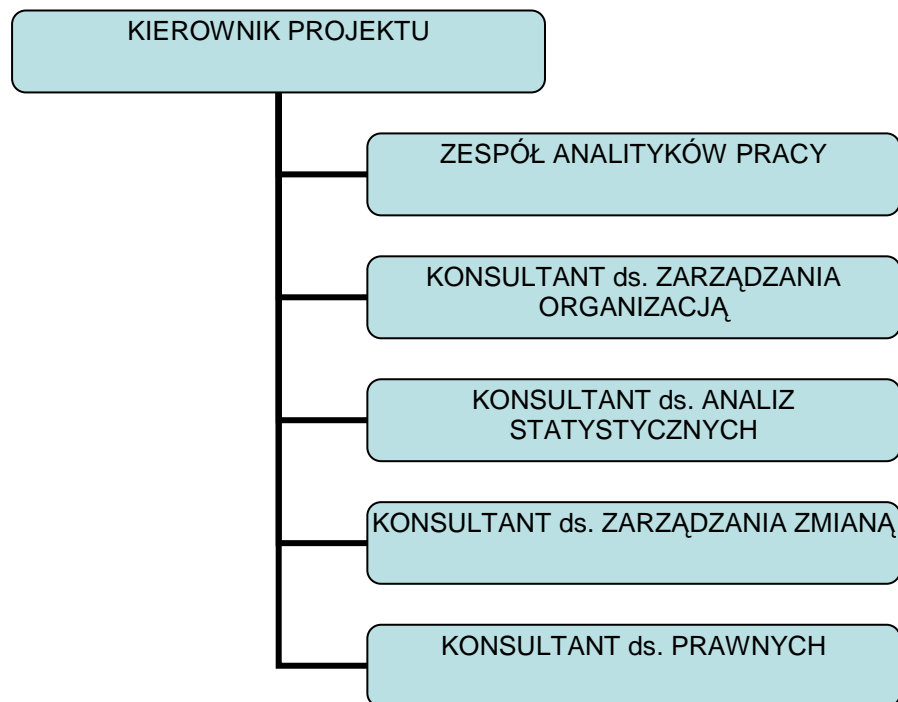 KIEROWNIK PROJEKTU
ZESPÓŁ ANALITYKÓW PRACY
KONSULTANT ds. ZARZĄDZANIA
ORGANIZACJĄ
KONSULTANT ds. ANALIZ
STATYSTYCZNYCH
KONSULTANT ds. ZARZĄDZANIA ZMIANĄ
KONSULTANT ds. PRAWNYCH